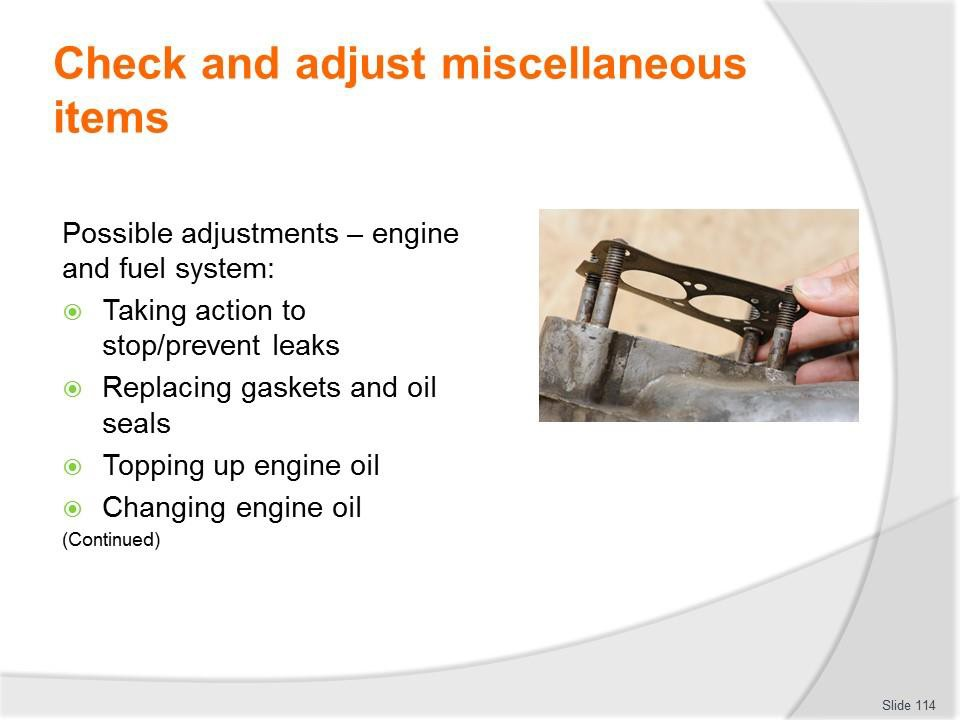 Check and adjust miscellaneous
items
Possible adjustments – engine
and fuel system:
Taking action to
stop/prevent leaks
Replacing gaskets and oil
seals
Topping up engine oil
Changing engine oil
(Continued)
Slide 114